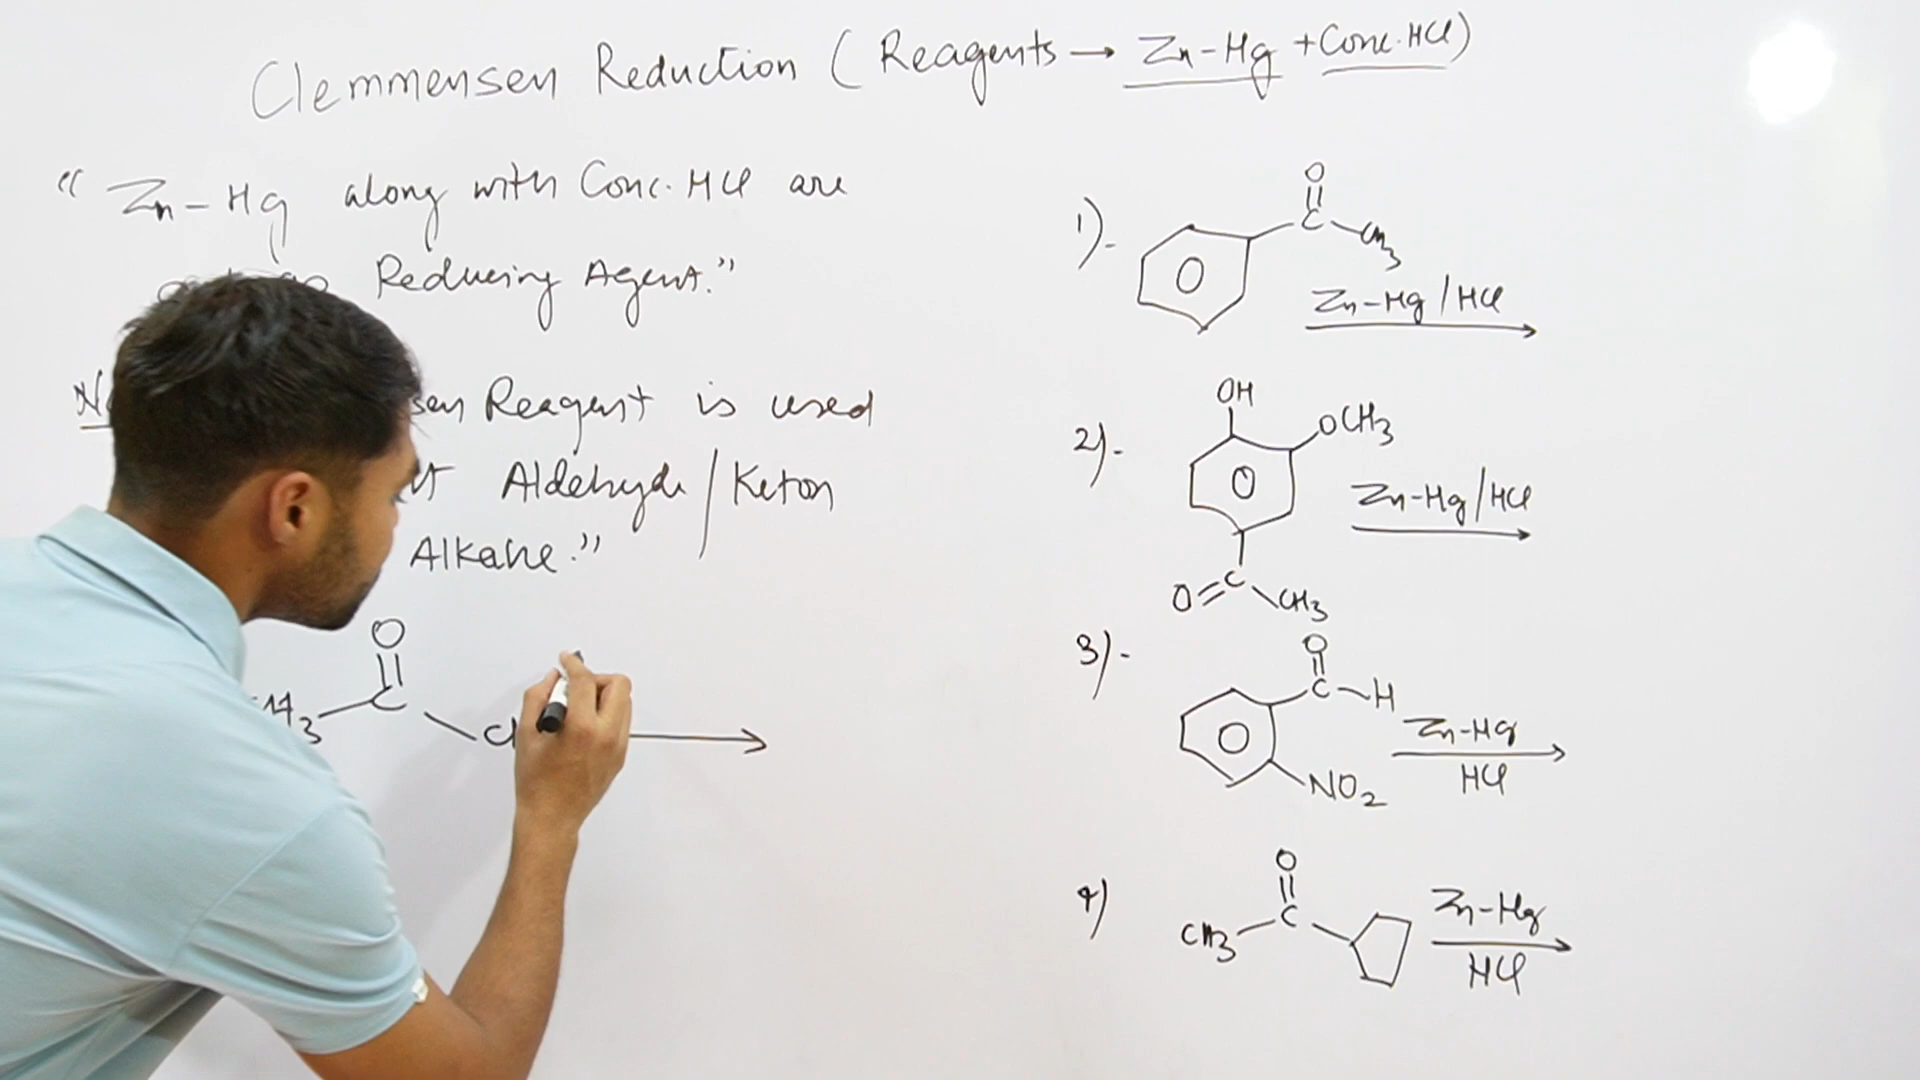 Clemmensen Reduction (Reagents → Zn-Hg + Conc. HCl)
“ Zn-Hg along with Conc. HCl are
Reducing Agent.”
Reagent is used
Aldehyde/Keton
Alkane.”
O
C
1).
O
C
CH3
Zn-Hg/HCl
2).
OH
OCH3
Zn-Hg/HCl
O
C
CH3
3).
O
C-H
Zn-Hg
HCl
NO2
4)
O
CH3
C
Zn-Hg
HCl